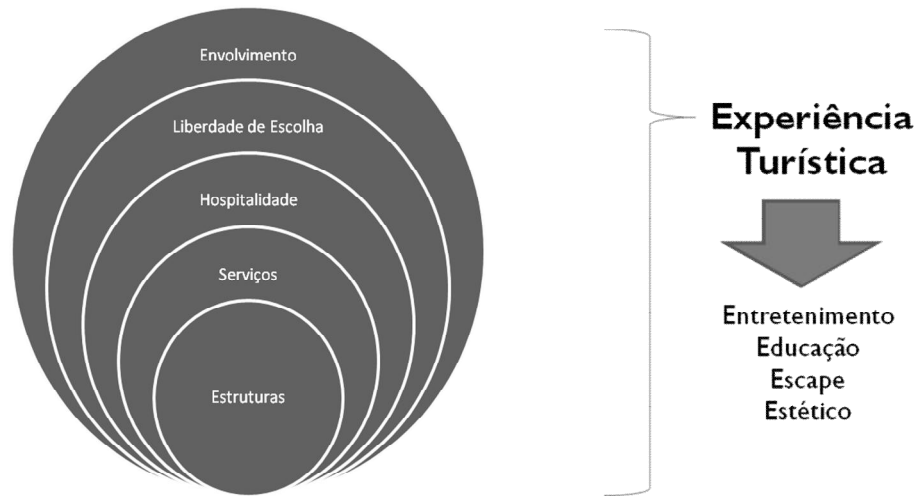 Envolvimento
Liberdade de Escolha
Hospitalidade
Serviços
Estruturas
Experiência
Turística
Entretenimento
Educação
Escape
Estético